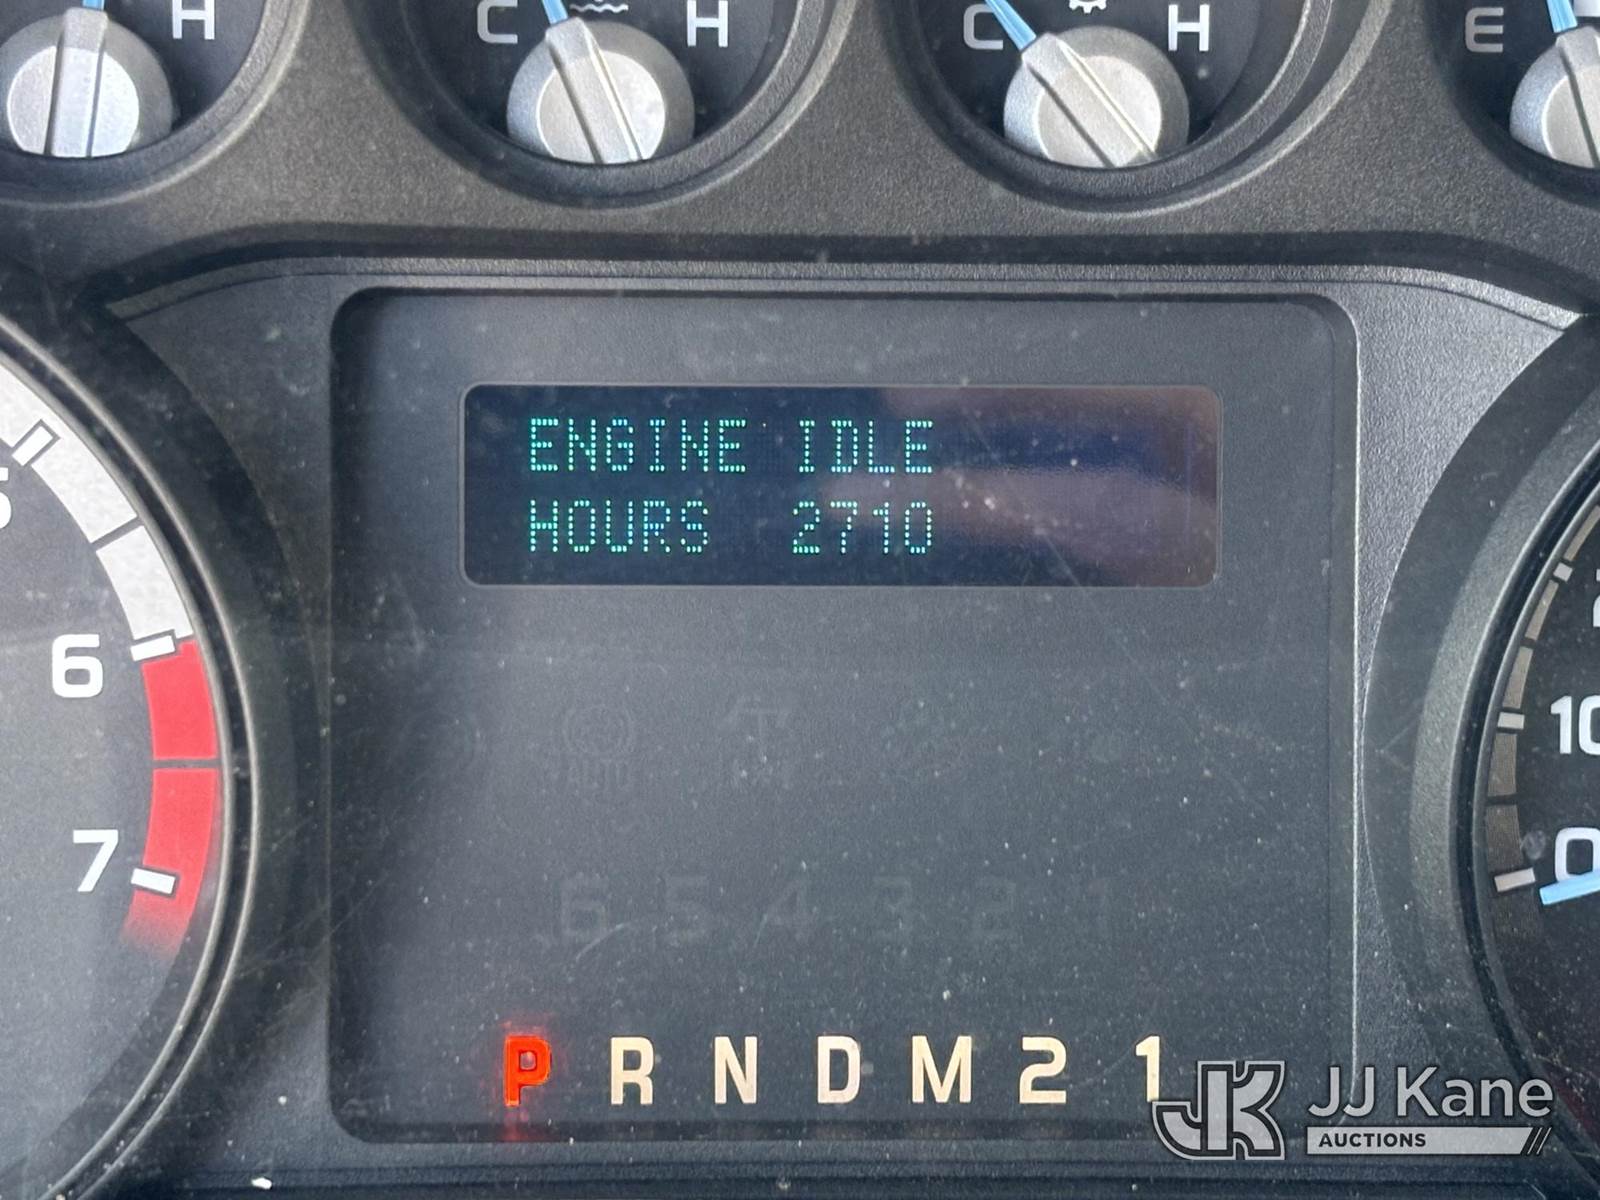 H
C H
C H
E
ENGINE IDLE
HOURS 2710
6
10
AUTO
7
0
6 5 4 3 2 1
P R N D M 2 1
JJ Kane
AUCTIONS